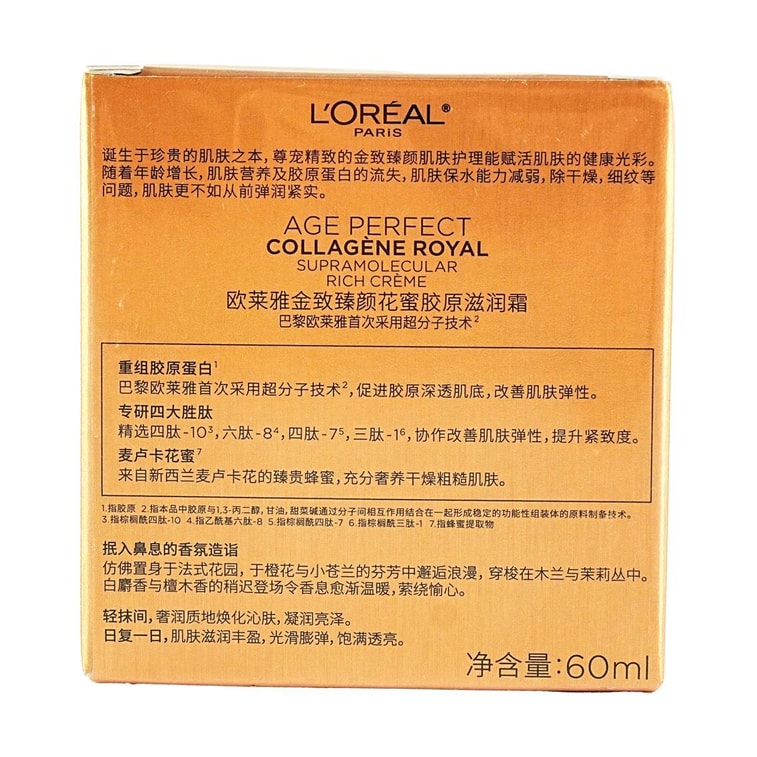 L'ORÉAL®
PARIS
诞生于珍贵的肌肤之本，尊宠精致的金致臻颜肌肤护理能赋活肌肤的健康光彩。
随着年龄增长，肌肤营养及胶原蛋白的流失，肌肤保水能力减弱，除干燥，细纹等
问题，肌肤更不如从前弹润紧实。
AGE PERFECT
COLLAGÈNE ROYAL
SUPRAMOLECULAR
RICH CRÈME
欧莱雅金致臻颜花蜜胶原滋润霜
巴黎欧莱雅首次采用超分子技术²
重组胶原蛋白¹
巴黎欧莱雅首次采用超分子技术²，促进胶原深透肌底，改善肌肤弹性。
专研四大胜肽
精选四肽-10³，六肽-8⁴，四肽-7⁵，三肽-1⁶，协作改善肌肤弹性，提升紧致度。
麦卢卡花蜜⁷
来自新西兰麦卢卡花的臻贵蜂蜜，充分奢养干燥粗糙肌肤。
1.指胶原 2.指本品中胶原与1,3-丙二醇，甘油，甜菜碱通过分子间相互作用结合在一起形成稳定的功能性组装体的原料制备技术。
3.指棕榈酰四肽-10 4.指乙酰基六肽-8 5.指棕榈酰四肽-7 6.指棕榈酰三肽-1 7.指蜂蜜提取物
抿入鼻息的香氛造诣
仿佛置身于法式花园，于橙花与小苍兰的芬芳中邂逅浪漫，穿梭在木兰与茉莉丛中。
白麝香与檀木香的稍迟登场令香息愈渐温暖，萦绕愉心。
轻抹间，奢润质地焕化沁肤，凝润亮泽。
日复一日，肌肤滋润丰盈，光滑膨弹，饱满透亮。
净含量：60ml